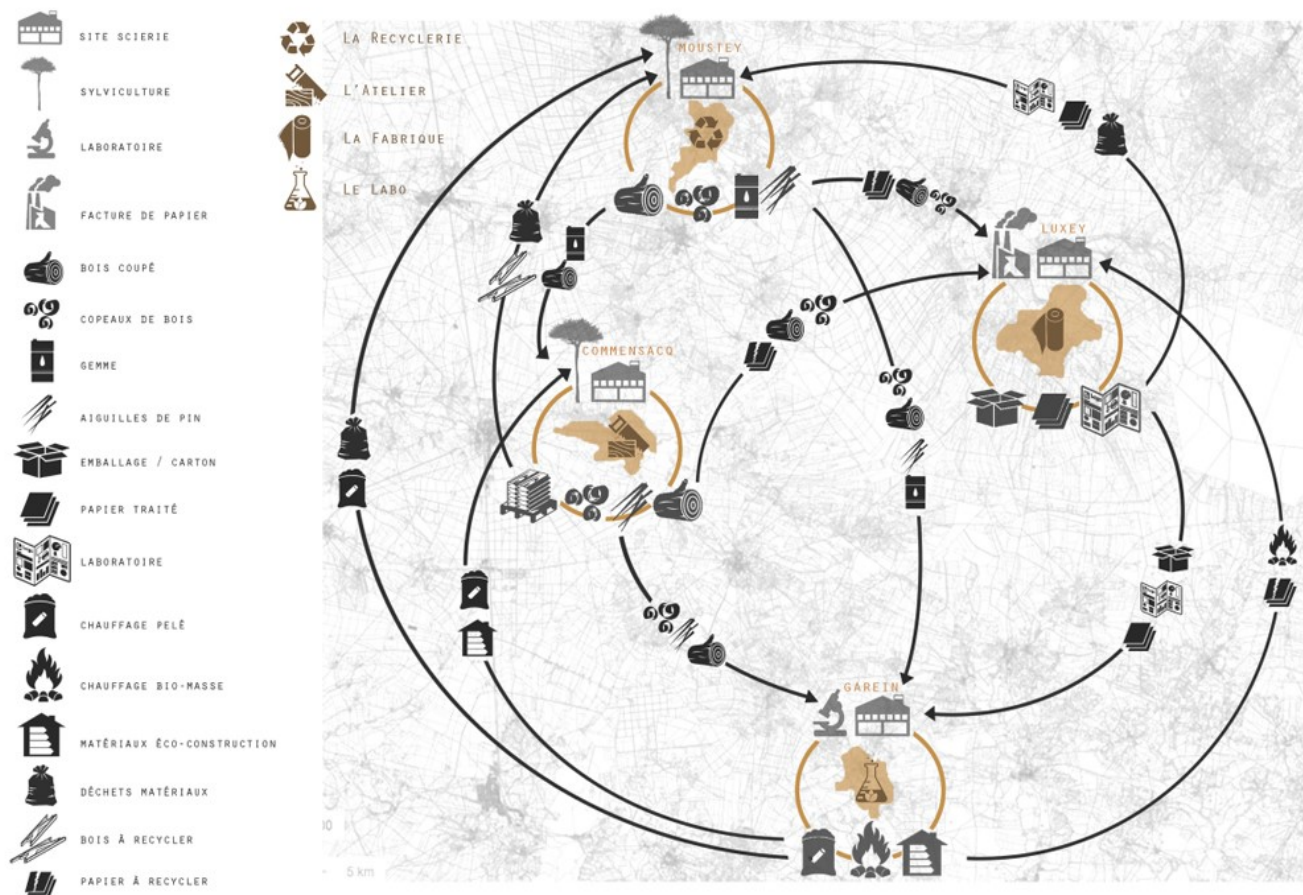 SITE SCIERIE
SYLVICULTURE
LABORATOIRE
FACTURE DE PAPIER
BOIS COUPÉ
COPEAUX DE BOIS
GEMME
AIGUILLES DE PIN
EMBALLAGE / CARTON
PAPIER TRAITÉ
LABORATOIRE
CHAUFFAGE PELÉ
CHAUFFAGE BIO-MASSE
MATÉRIAUX ÉCO-CONSTRUCTION
DÉCHETS MATÉRIAUX
BOIS À RECYCLER
PAPIER À RECYCLER
La Recyclerie
L'Atelier
La Fabrique
Le Labo
MOUSTEY
LUXEY
COMMENSACQ
GAREIN
5 km